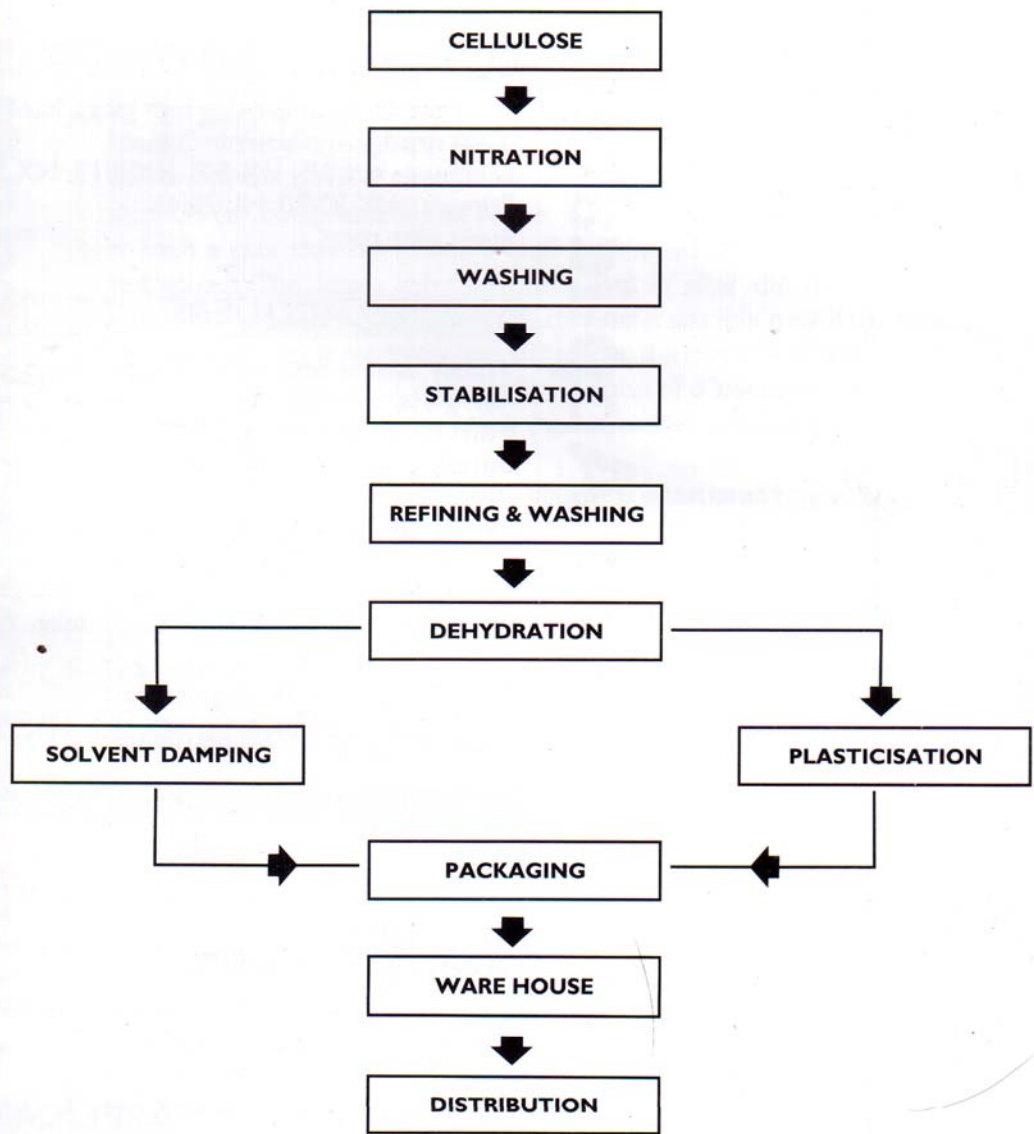 CELLULOSE
NITRATION
WASHING
STABILISATION
REFINING & WASHING
DEHYDRATION
SOLVENT DAMPING
PLASTICISATION
PACKAGING
WARE HOUSE
DISTRIBUTION